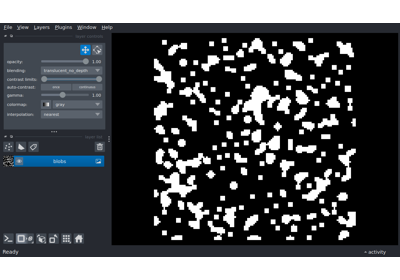 File View Layers Plugins Window Help
opacity: 1.00
blending: translucent_no_depth
contrast limits:
auto-contrast: once continuous
gamma: 1.00
colormap: gray
interpolation: nearest
blobs
Ready
activity